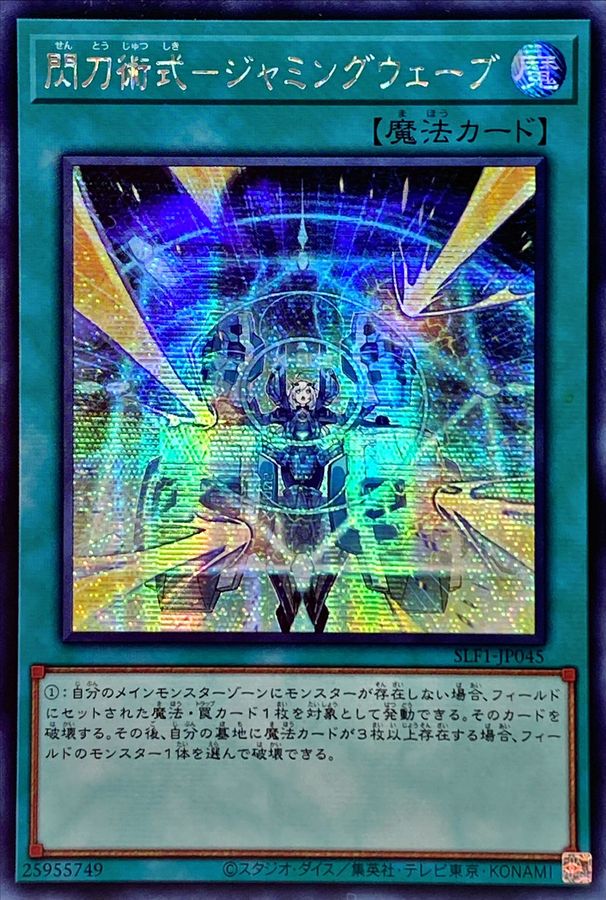 閃刀術式－ジャミングウェーブ
魔
【魔法カード】
SLF1-JP045
①：自分のメインモンスターゾーンにモンスターが存在しない場合、フィールド
にセットされた魔法・罠カード１枚を対象として発動できる。そのカードを
破壊する。その後、自分の墓地に魔法カードが３枚以上存在する場合、フィー
ルドのモンスター１体を選んで破壊できる。
25955749
©スタジオ・ダイス／集英社・テレビ東京・KONAMI